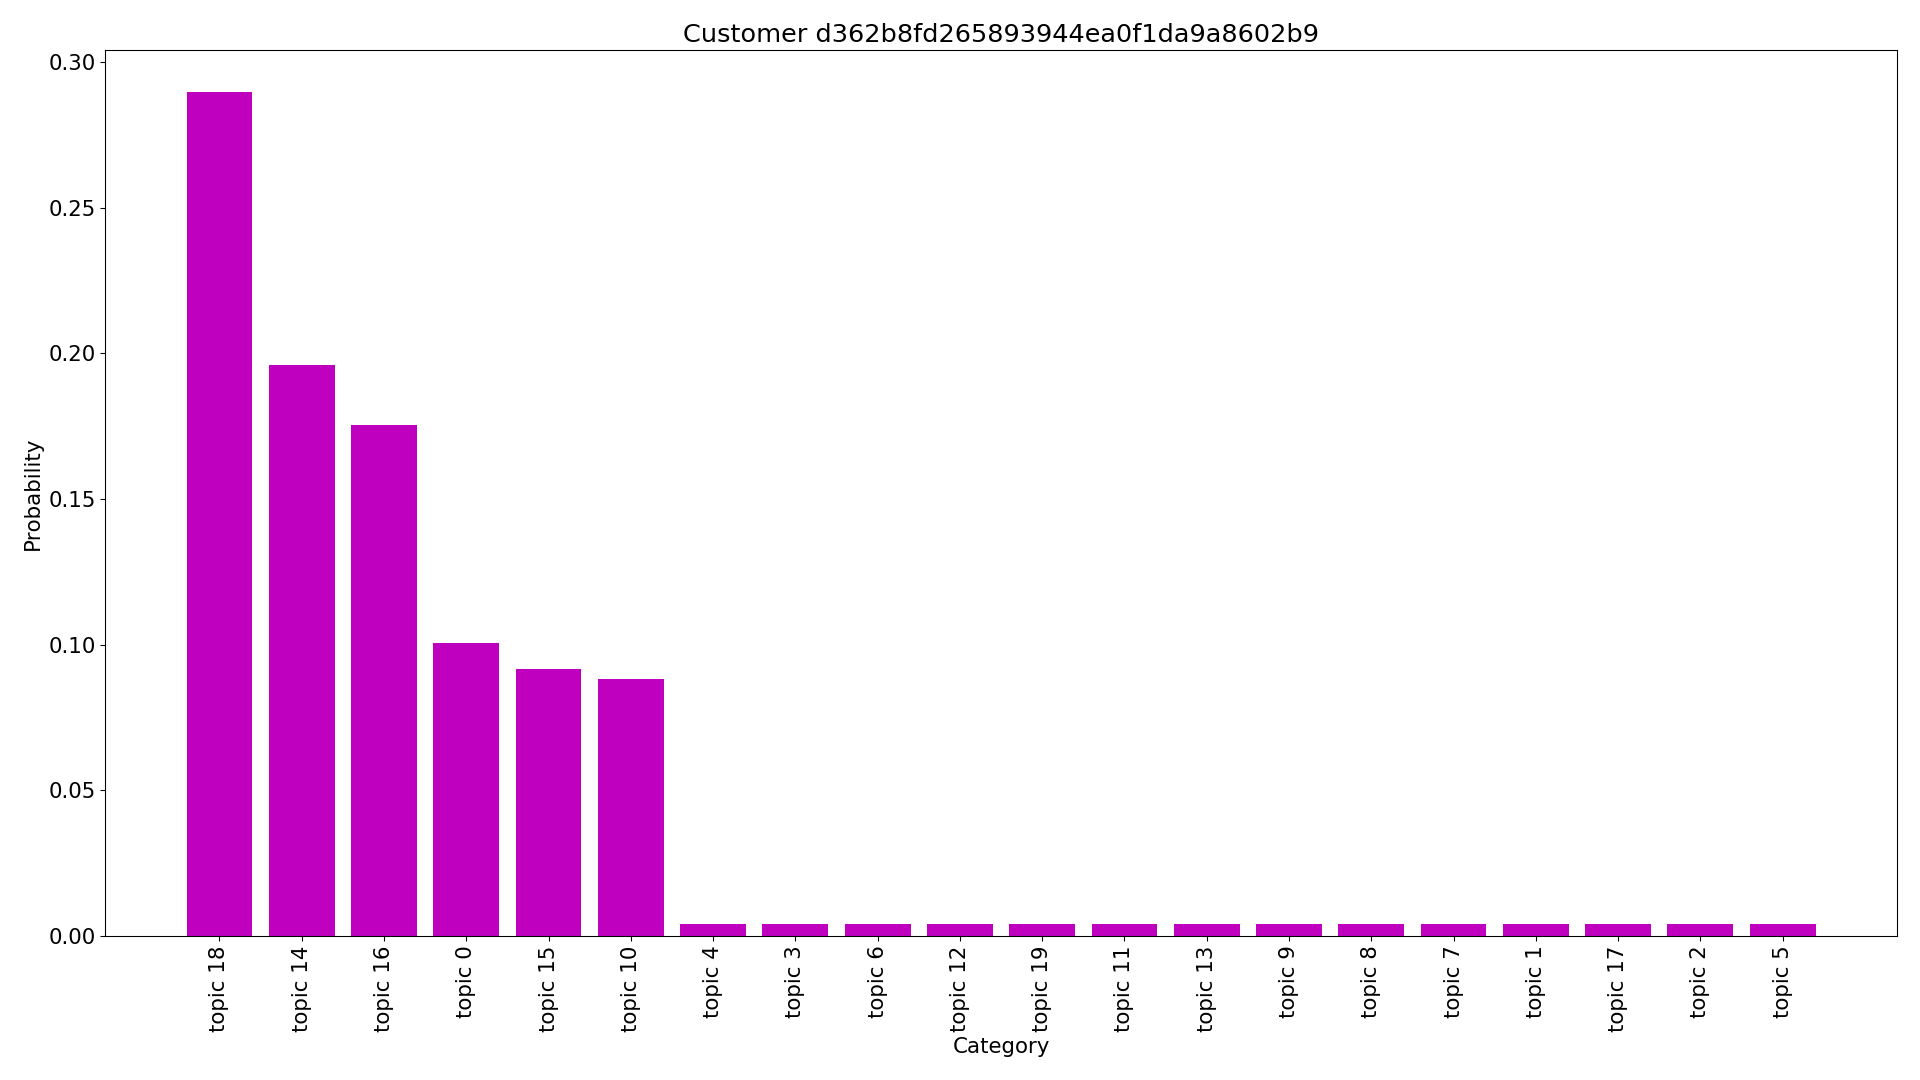 Customer d362b8fd265893944ea0f1da9a8602b9
Probability
0.30
0.25
0.20
0.15
0.10
0.05
0.00
topic 18
topic 14
topic 16
topic 0
topic 15
topic 10
topic 4
topic 3
topic 6
topic 12
topic 19
topic 11
topic 13
topic 9
topic 8
topic 7
topic 1
topic 17
topic 2
topic 5
Category